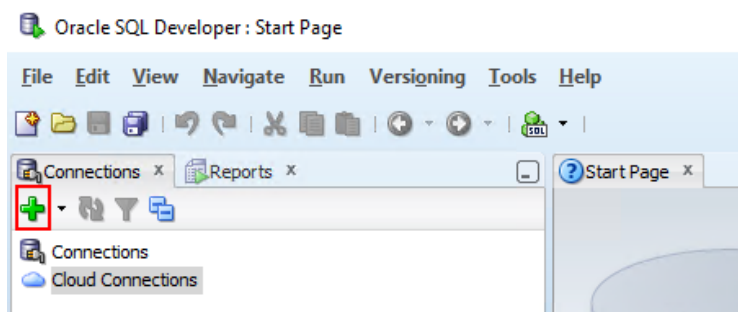 Oracle SQL Developer : Start Page
File Edit View Navigate Run Versioning Tools Help
SQL
Connections x Reports x Start Page x
Connections
Cloud Connections